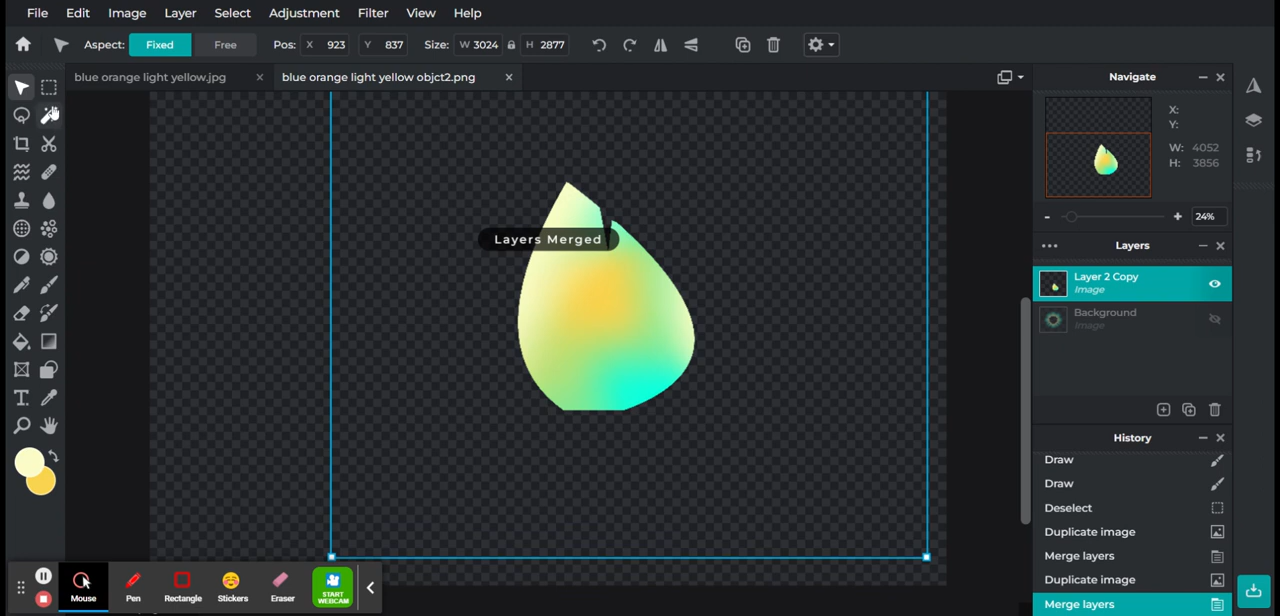 File Edit Image Layer Select Adjustment Filter View Help
Aspect: Fixed Free Pos: X 923 Y 837 Size: W 3024 H 2877
blue orange light yellow.jpg × blue orange light yellow objct2.png ×
Layers Merged
Navigate
X:
Y:
W: 4052
H: 3856
- + 24%
Layers
Layer 2 Copy
Image
Background
Image
History
Draw
Draw
Deselect
Duplicate image
Merge layers
Duplicate image
Merge layers
Mouse Pen Rectangle Stickers Eraser START
WEBCAM